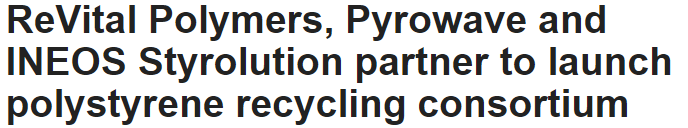 ReVital Polymers, Pyrowave and
INEOS Styrolution partner to launch
polystyrene recycling consortium